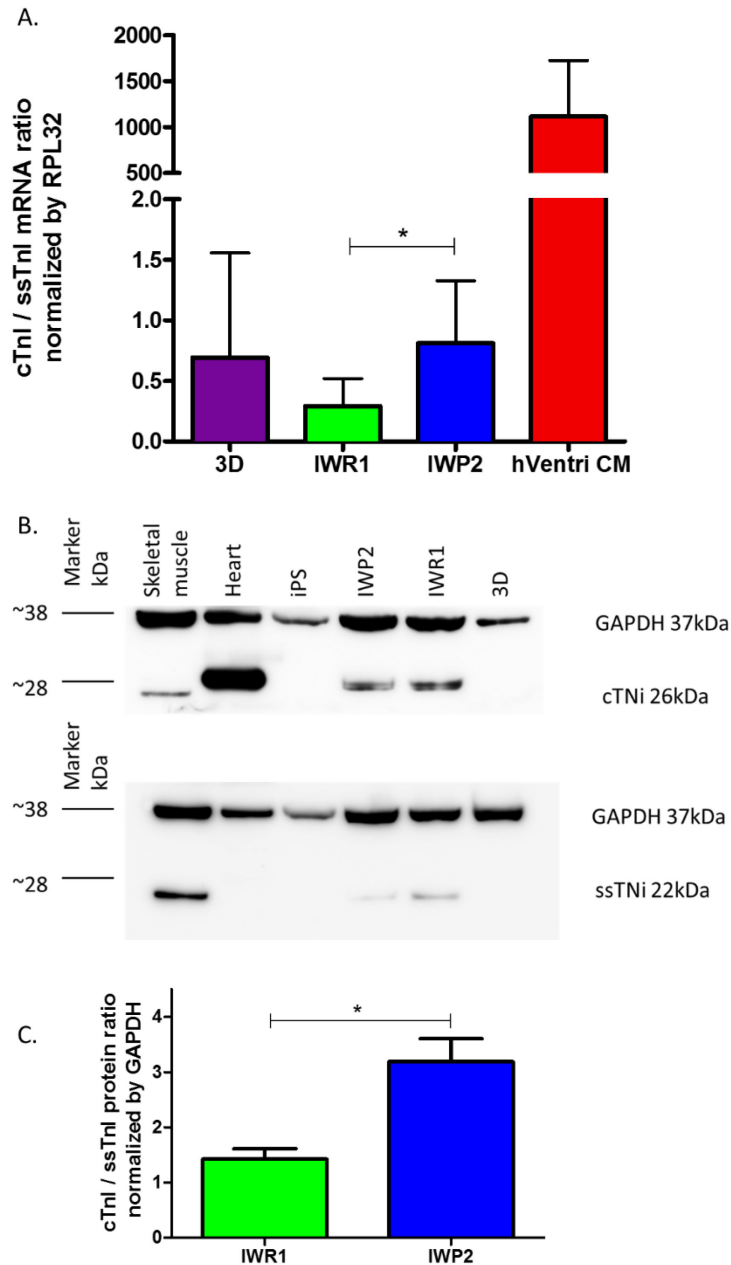 A.
cTnI / ssTnI mRNA ratio
normalized by RPL32
2000
1500
1000
500
2.0
1.5
1.0
0.5
0.0
*
3D IWR1 IWP2 hVentri CM
B.
Marker
kDa
Skeletal
muscle
Heart
iPS
IWP2
IWR1
3D
~38
GAPDH 37kDa
~28
cTNi 26kDa
Marker
kDa
~38
GAPDH 37kDa
~28
ssTNi 22kDa
C.
cTnI / ssTnI protein ratio
normalized by GAPDH
4
3
2
1
0
*
IWR1 IWP2